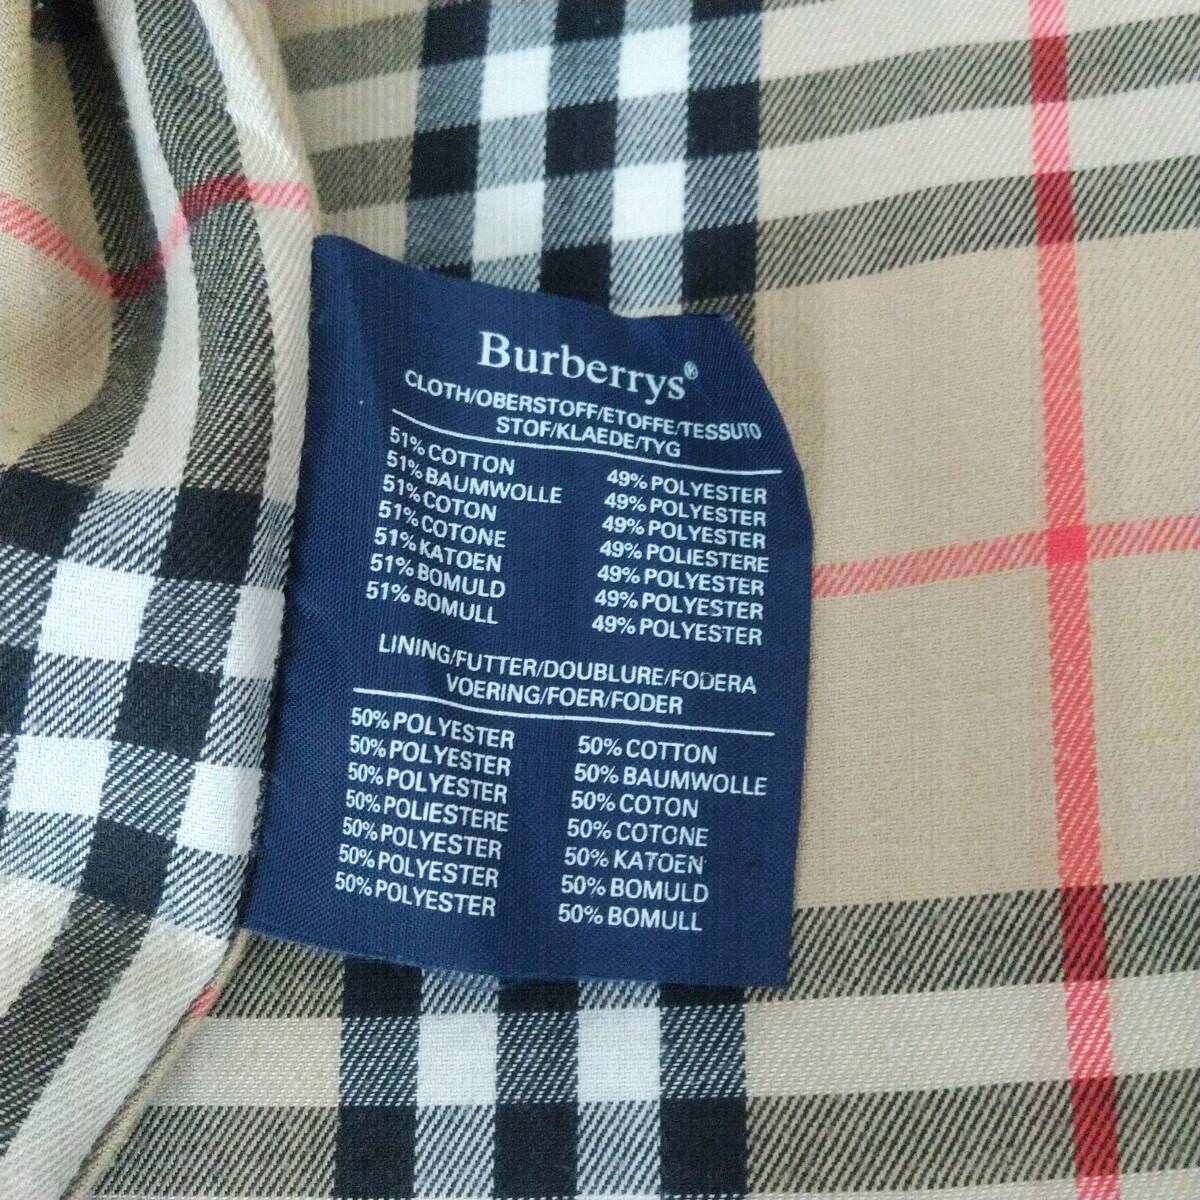 Burberrys®
CLOTH/OBERSTOFF/ETOFFE/TESSUTO
STOF/KLAEDE/TYG
51% COTTON 49% POLYESTER
51% BAUMWOLLE 49% POLYESTER
51% COTON 49% POLYESTER
51% COTONE 49% POLIESTERE
51% KATOEN 49% POLYESTER
51% BOMULD 49% POLYESTER
51% BOMULL 49% POLYESTER
LINING/FUTTER/DOUBLURE/FODERA
VOERING/FOER/FODER
50% POLYESTER 50% COTTON
50% POLYESTER 50% BAUMWOLLE
50% POLYESTER 50% COTON
50% POLIESTERE 50% COTONE
50% POLYESTER 50% KATOEN
50% POLYESTER 50% BOMULD
50% POLYESTER 50% BOMULL